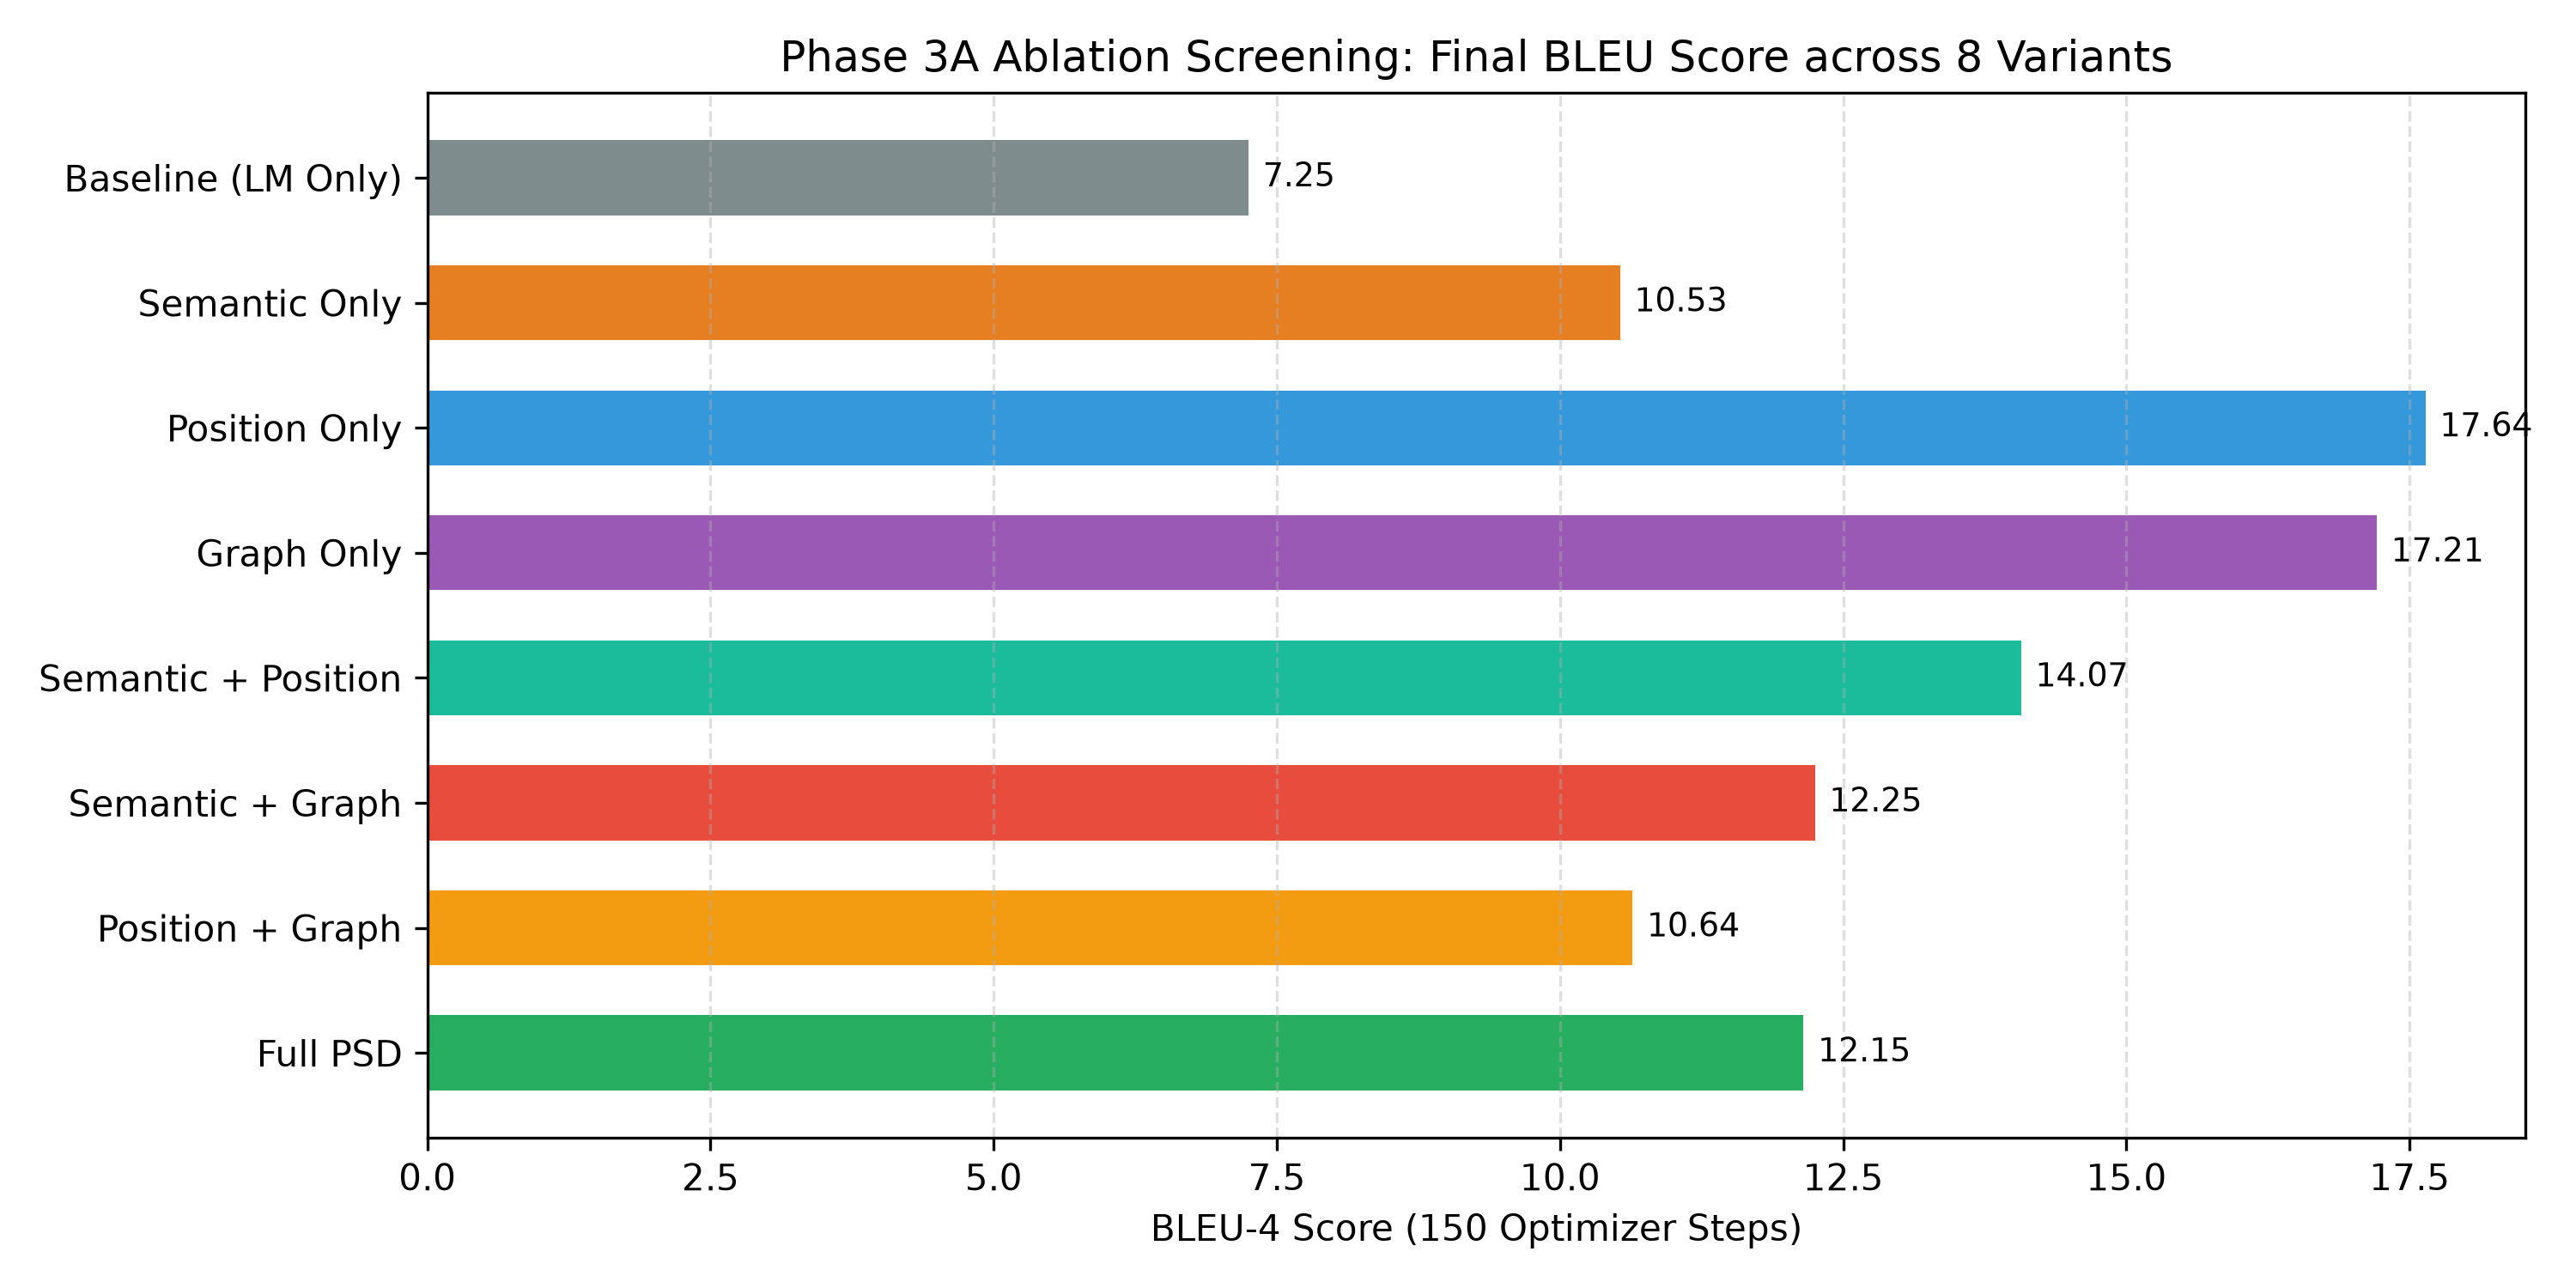 Phase 3A Ablation Screening: Final BLEU Score across 8 Variants
Baseline (LM Only) 7.25
Semantic Only 10.53
Position Only 17.64
Graph Only 17.21
Semantic + Position 14.07
Semantic + Graph 12.25
Position + Graph 10.64
Full PSD 12.15
0.0 2.5 5.0 7.5 10.0 12.5 15.0 17.5
BLEU-4 Score (150 Optimizer Steps)